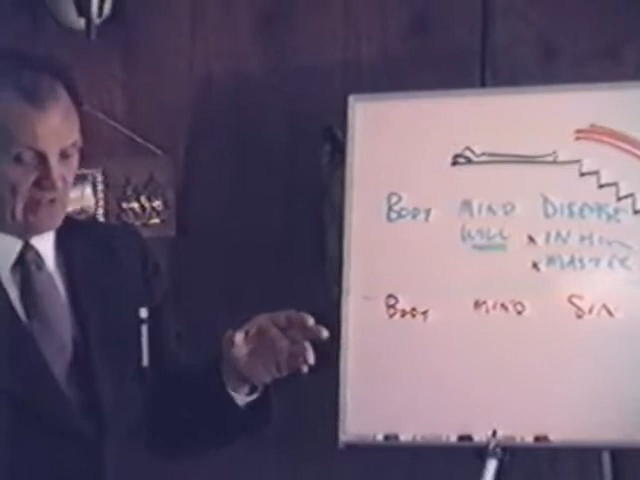 BODY MIND DISEASE
WILL x IN HIM
x MASTER
BODY MIND SIN